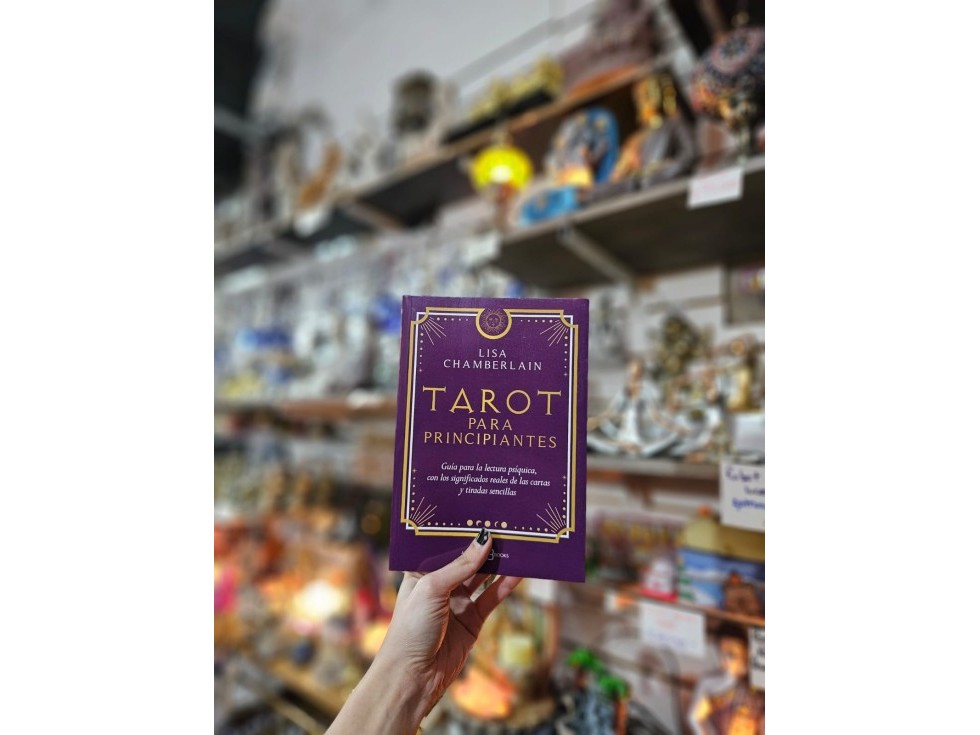 LISA
CHAMBERLAIN
TAROT
PARA
PRINCIPIANTES
Guía para la lectura psíquica,
con los significados reales de las cartas
y tiradas sencillas
BOOKS